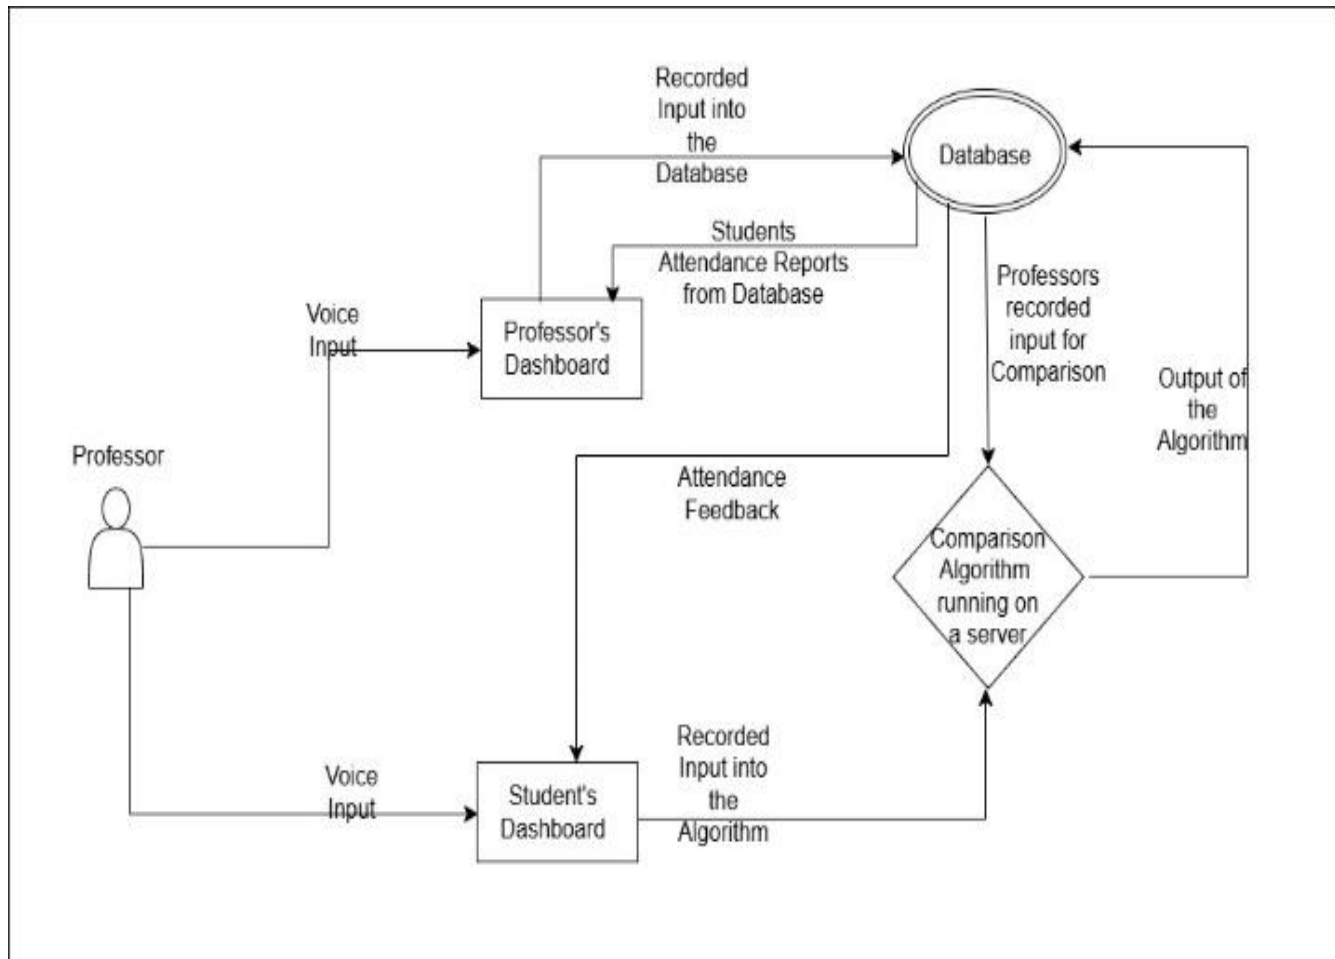 Recorded
Input into
the
Database
Database
Students
Attendance Reports
from Database
Professors
recorded
input for
Comparison
Voice
Input
Professor's
Dashboard
Output of
the
Algorithm
Professor
Attendance
Feedback
Comparison
Algorithm
running on
a server
Recorded
Input into
the
Algorithm
Voice
Input
Student's
Dashboard